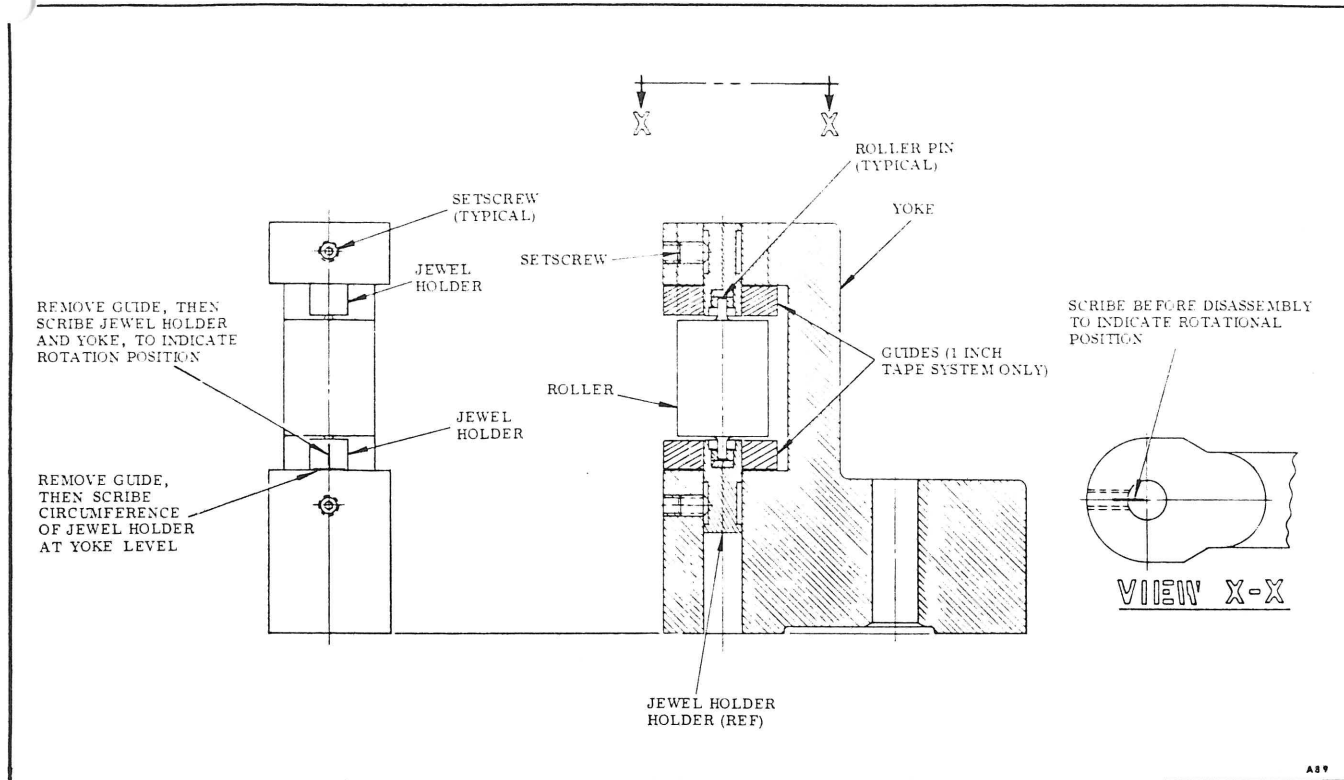 X X
ROLLER PIN
(TYPICAL)
SETSCREW
(TYPICAL)
YOKE
SETSCREW
JEWEL
HOLDER
REMOVE GUIDE, THEN
SCRIBE JEWEL HOLDER
AND YOKE, TO INDICATE
ROTATION POSITION
SCRIBE BEFORE DISASSEMBLY
TO INDICATE ROTATIONAL
POSITION
GUIDES (1 INCH
TAPE SYSTEM ONLY)
ROLLER
JEWEL
HOLDER
REMOVE GUIDE,
THEN SCRIBE
CIRCUMFERENCE
OF JEWEL HOLDER
AT YOKE LEVEL
VIEW X-X
JEWEL HOLDER
HOLDER (REF)
A89